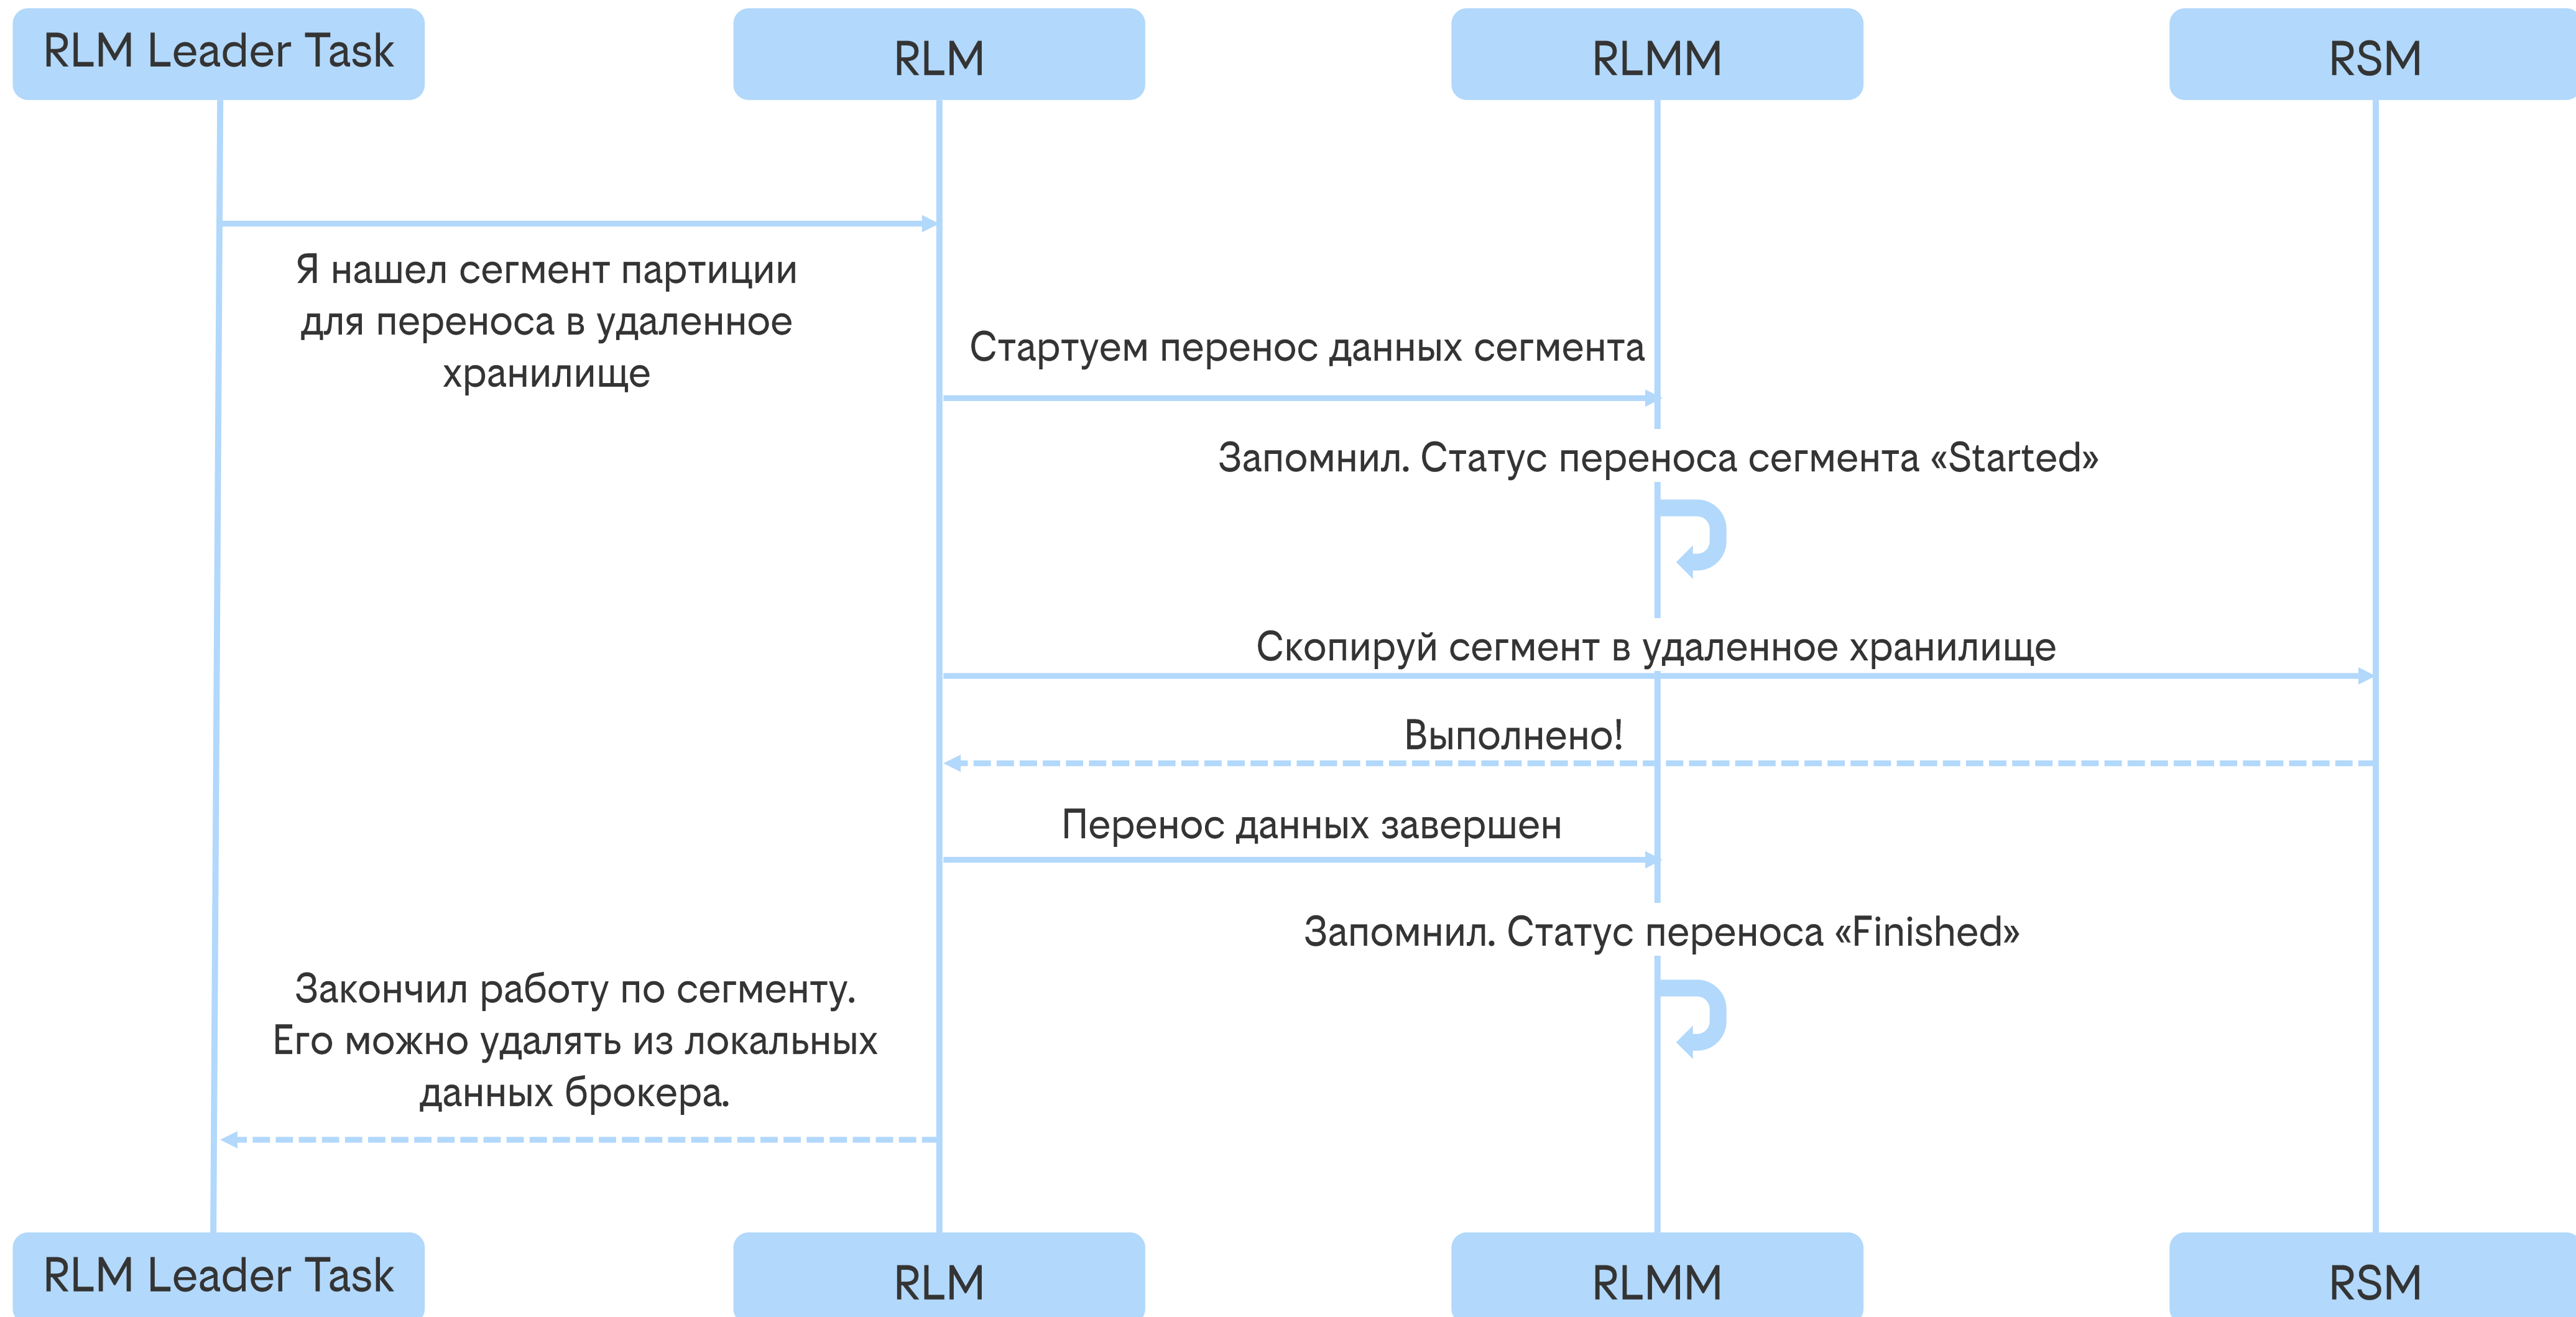 RLM Leader Task
RLM
RLMM
RSM
Я нашел сегмент партиции
для переноса в удаленное
хранилище
Стартуем перенос данных сегмента
Запомнил. Статус переноса сегмента «Started»
Скопируй сегмент в удаленное хранилище
Выполнено!
Перенос данных завершен
Запомнил. Статус переноса «Finished»
Закончил работу по сегменту.
Его можно удалять из локальных
данных брокера.
RLM Leader Task
RLM
RLMM
RSM